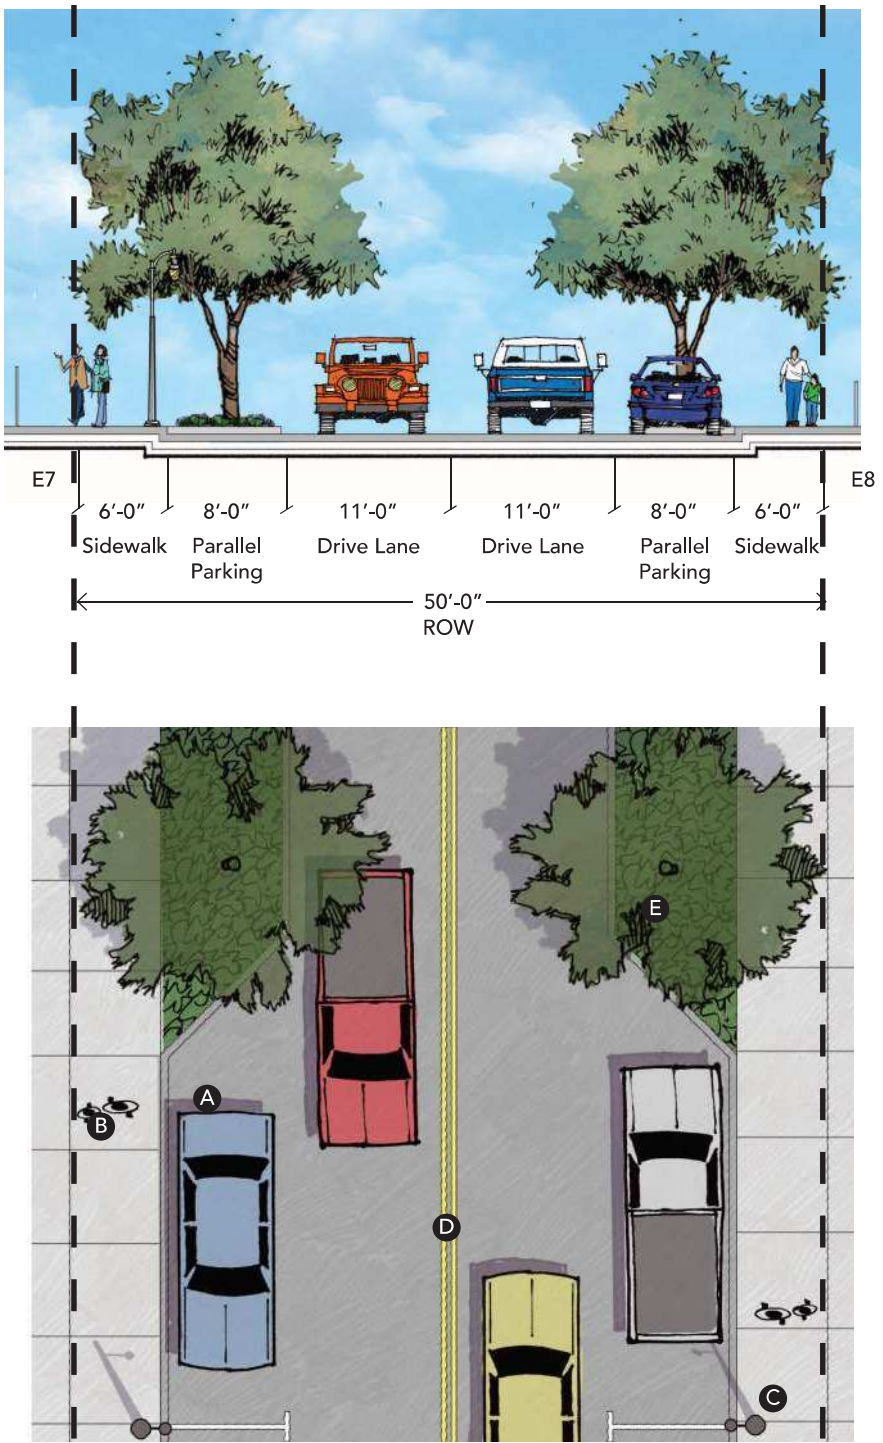 E7
E8
6'-0" 8'-0" 11'-0" 11'-0" 8'-0" 6'-0"
Sidewalk Parallel Drive Lane Drive Lane Parallel Sidewalk
Parking Parking
50'-0"
ROW
E
A
B
D
C